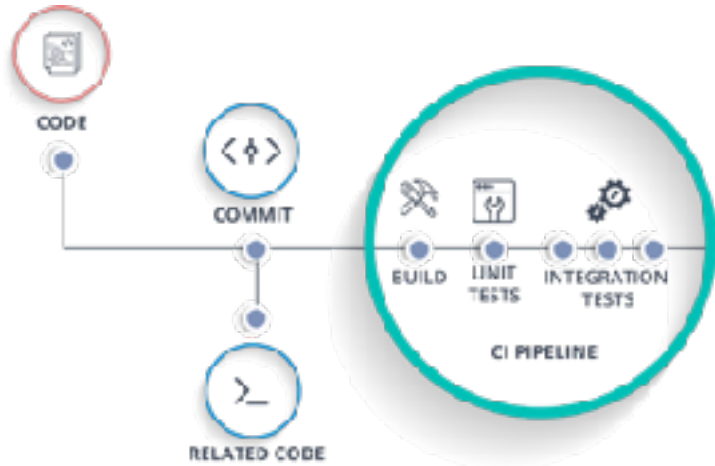 CODE
COMMIT
BUILD
UNIT
TESTS
INTEGRATION
TESTS
CI PIPELINE
RELATED CODE